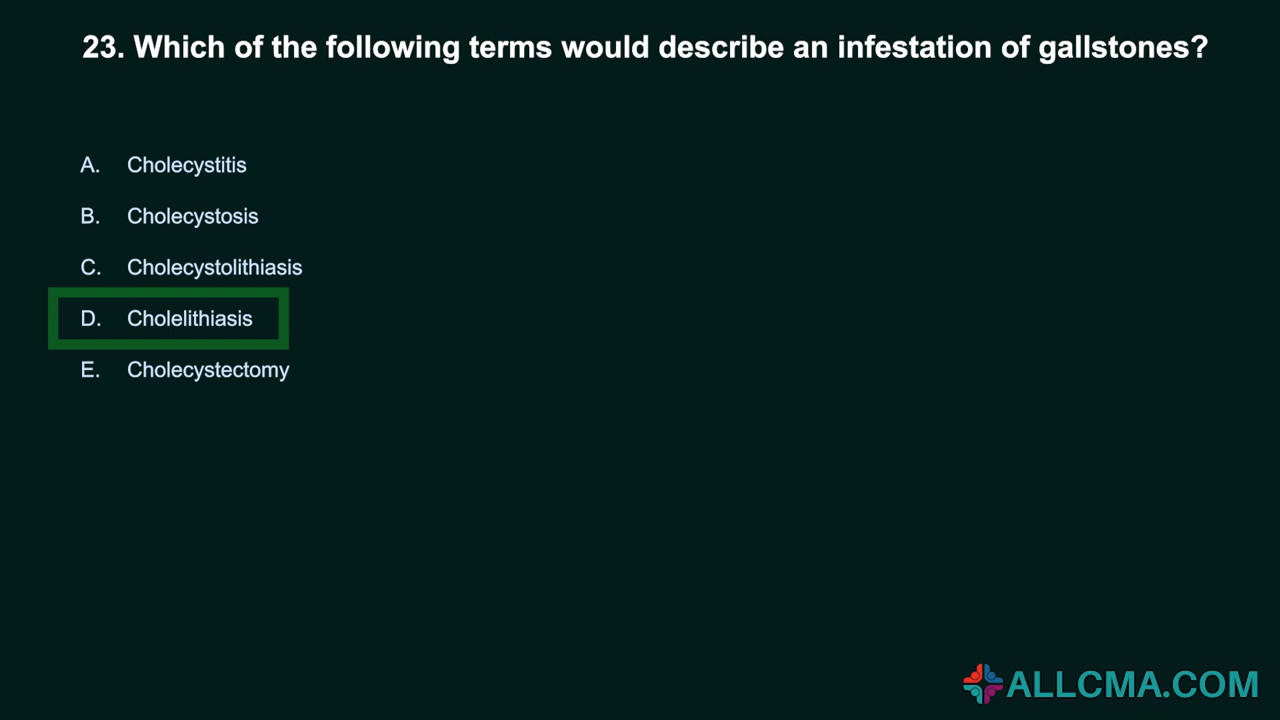 23. Which of the following terms would describe an infestation of gallstones?
A. Cholecystitis
B. Cholecystosis
C. Cholecystolithiasis
D. Cholelithiasis
E. Cholecystectomy
ALLCMA.COM